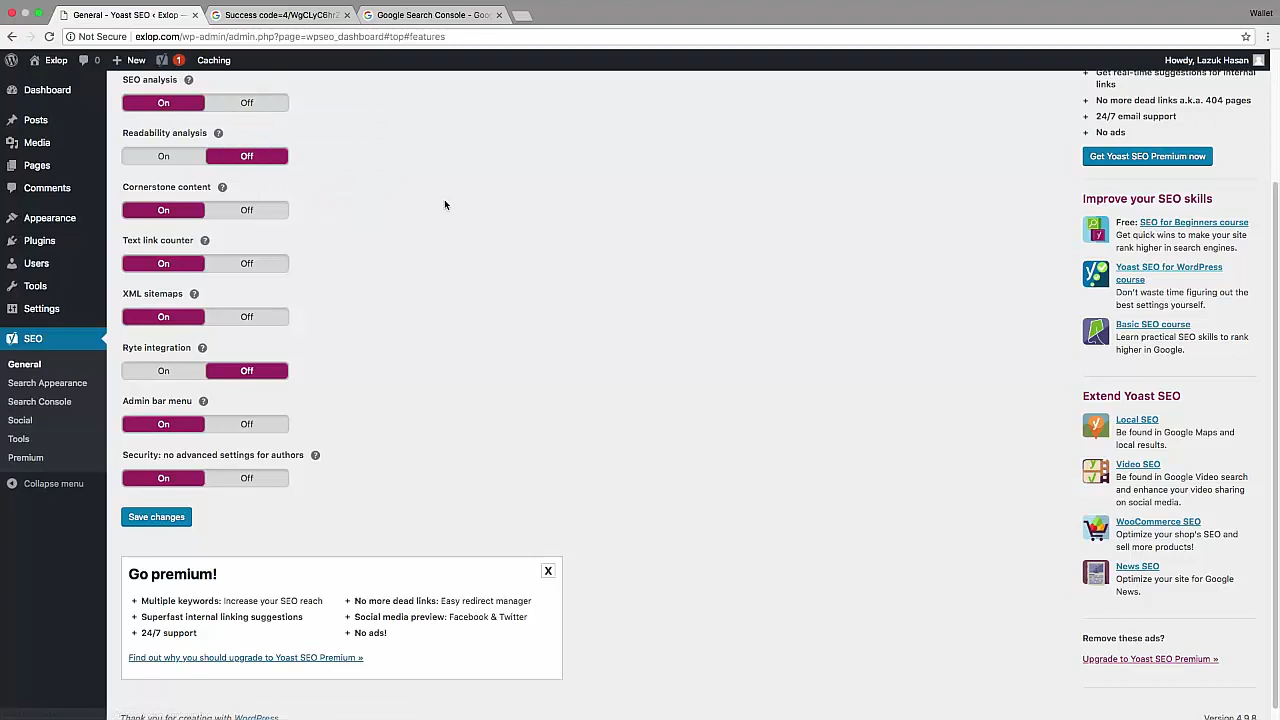 General - Yoast SEO ‹ Exlop —
Success code=4/WgCLyC6hr
Google Search Console - Goo
Wallet
Not Secure
exlop.com/wp-admin/admin.php?page=wpseo_dashboard#top#features
Exlop
0
New
1
Caching
Howdy, Lazuk Hasan
Dashboard
Posts
Media
Pages
Comments
Appearance
Plugins
Users
Tools
Settings
SEO
General
Search Appearance
Search Console
Social
Tools
Premium
Collapse menu
SEO analysis ?
On Off
Readability analysis ?
On Off
Cornerstone content ?
On Off
Text link counter ?
On Off
XML sitemaps ?
On Off
Ryte integration ?
On Off
Admin bar menu ?
On Off
Security: no advanced settings for authors ?
On Off
Save changes
Go premium!
X
+ Multiple keywords: Increase your SEO reach
+ Superfast internal linking suggestions
+ 24/7 support
+ No more dead links: Easy redirect manager
+ Social media preview: Facebook & Twitter
+ No ads!
Find out why you should upgrade to Yoast SEO Premium »
Thank you for creating with WordPress.
+ Get real-time suggestions for internal
links
+ No more dead links a.k.a. 404 pages
+ 24/7 email support
+ No ads
Get Yoast SEO Premium now
Improve your SEO skills
Free: SEO for Beginners course
Get quick wins to make your site
rank higher in search engines.
Yoast SEO for WordPress
course
Don't waste time figuring out the
best settings yourself.
Basic SEO course
Learn practical SEO skills to rank
higher in Google.
Extend Yoast SEO
Local SEO
Be found in Google Maps and
local results.
Video SEO
Be found in Google Video search
and enhance your video sharing
on social media.
WooCommerce SEO
Optimize your shop's SEO and
sell more products!
News SEO
Optimize your site for Google
News.
Remove these ads?
Upgrade to Yoast SEO Premium »
Version 4.9.8